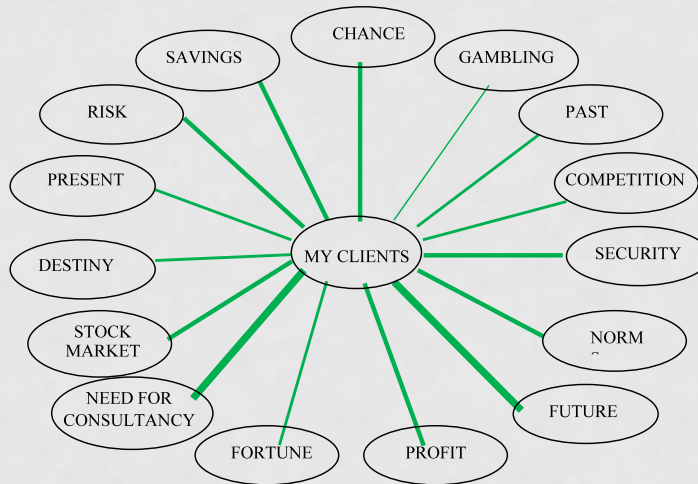 CHANCE
SAVINGS
GAMBLING
RISK
PAST
PRESENT
COMPETITION
MY CLIENTS
SECURITY
DESTINY
STOCK
MARKET
NORM
NEED FOR
CONSULTANCY
FUTURE
FORTUNE
PROFIT